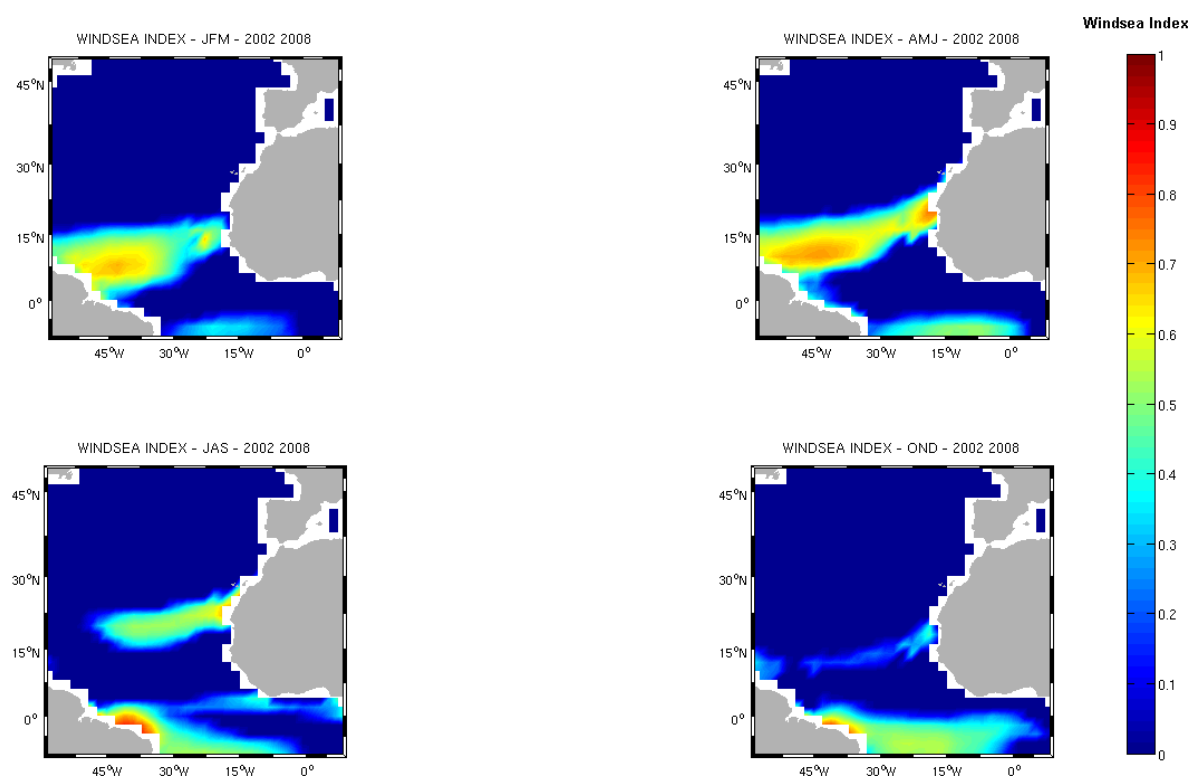 Windsea Index
WINDSEA INDEX - JFM - 2002 2008
45°N
30°N
15°N
0°
45°W 30°W 15°W 0°
WINDSEA INDEX - AMJ - 2002 2008
45°N
30°N
15°N
0°
45°W 30°W 15°W 0°
WINDSEA INDEX - JAS - 2002 2008
45°N
30°N
15°N
0°
45°W 30°W 15°W 0°
WINDSEA INDEX - OND - 2002 2008
45°N
30°N
15°N
0°
45°W 30°W 15°W 0°
1
0.9
0.8
0.7
0.6
0.5
0.4
0.3
0.2
0.1
0